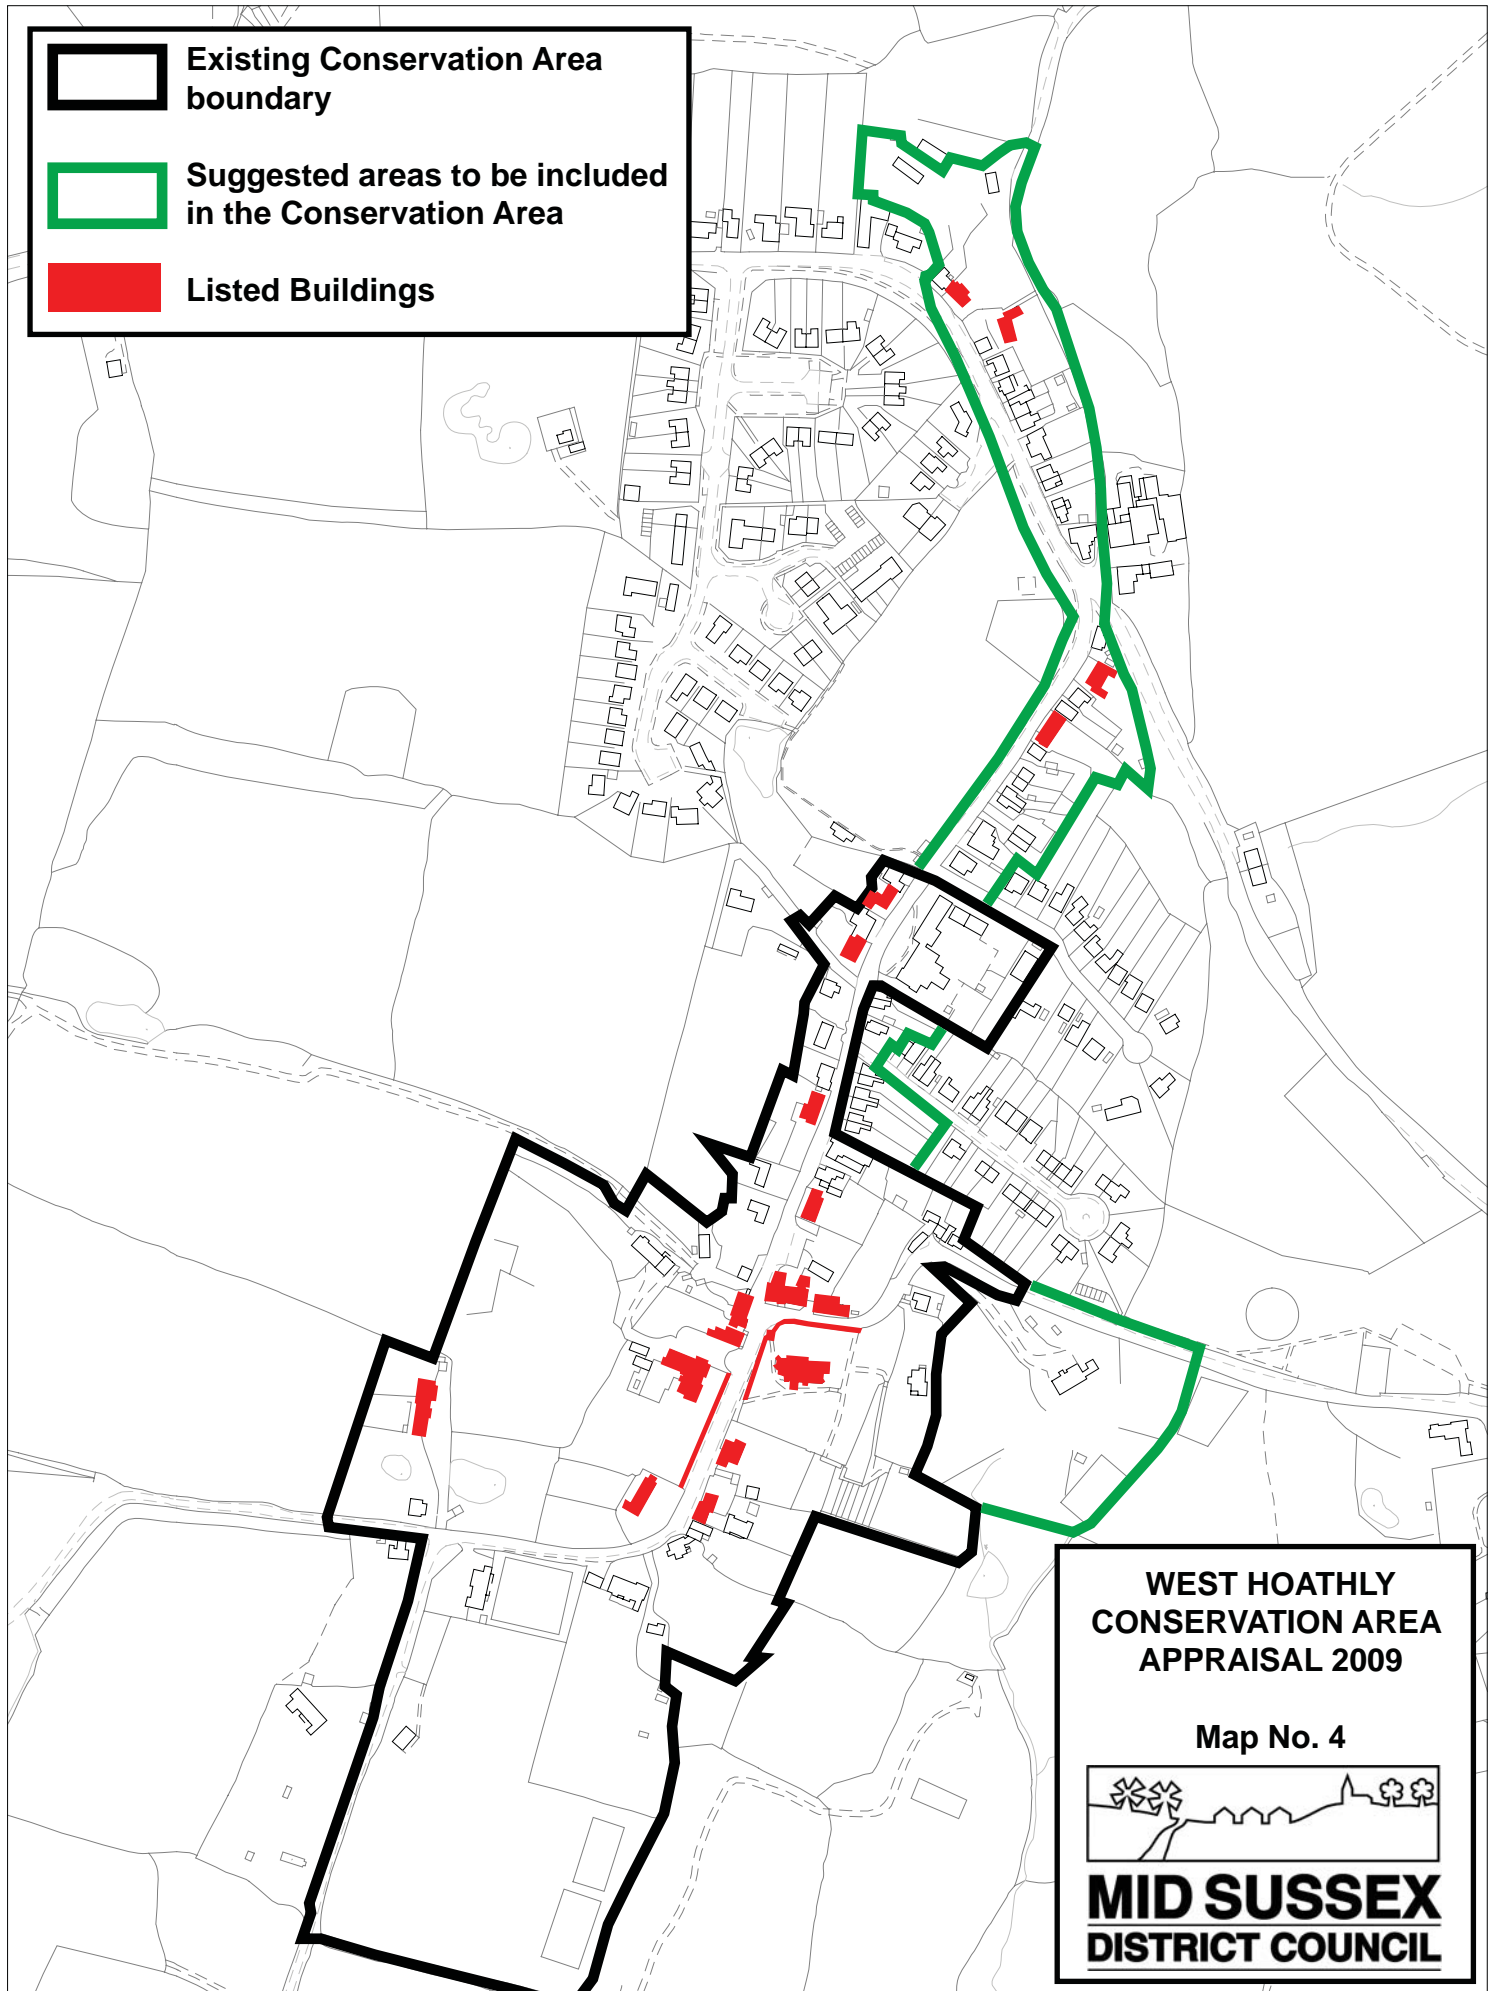 Existing Conservation Area
boundary
Suggested areas to be included
in the Conservation Area
Listed Buildings
WEST HOATHLY
CONSERVATION AREA
APPRAISAL 2009
Map No. 4
MID SUSSEX
DISTRICT COUNCIL